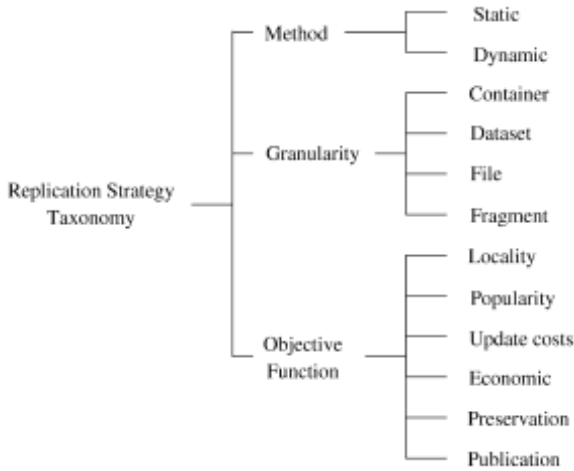 Replication Strategy
Taxonomy
Method
Static
Dynamic
Granularity
Container
Dataset
File
Fragment
Objective
Function
Locality
Popularity
Update costs
Economic
Preservation
Publication